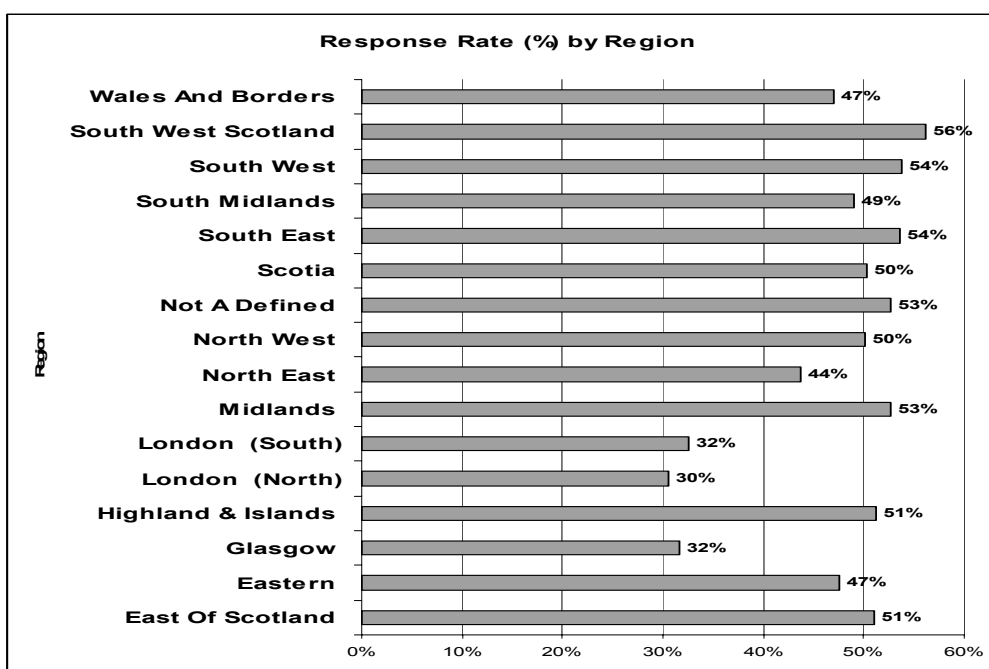 Response Rate (%) by Region
Region
Wales And Borders 47%
South West Scotland 56%
South West 54%
South Midlands 49%
South East 54%
Scotia 50%
Not A Defined 53%
North West 50%
North East 44%
Midlands 53%
London (South) 32%
London (North) 30%
Highland & Islands 51%
Glasgow 32%
Eastern 47%
East Of Scotland 51%
0% 10% 20% 30% 40% 50% 60%